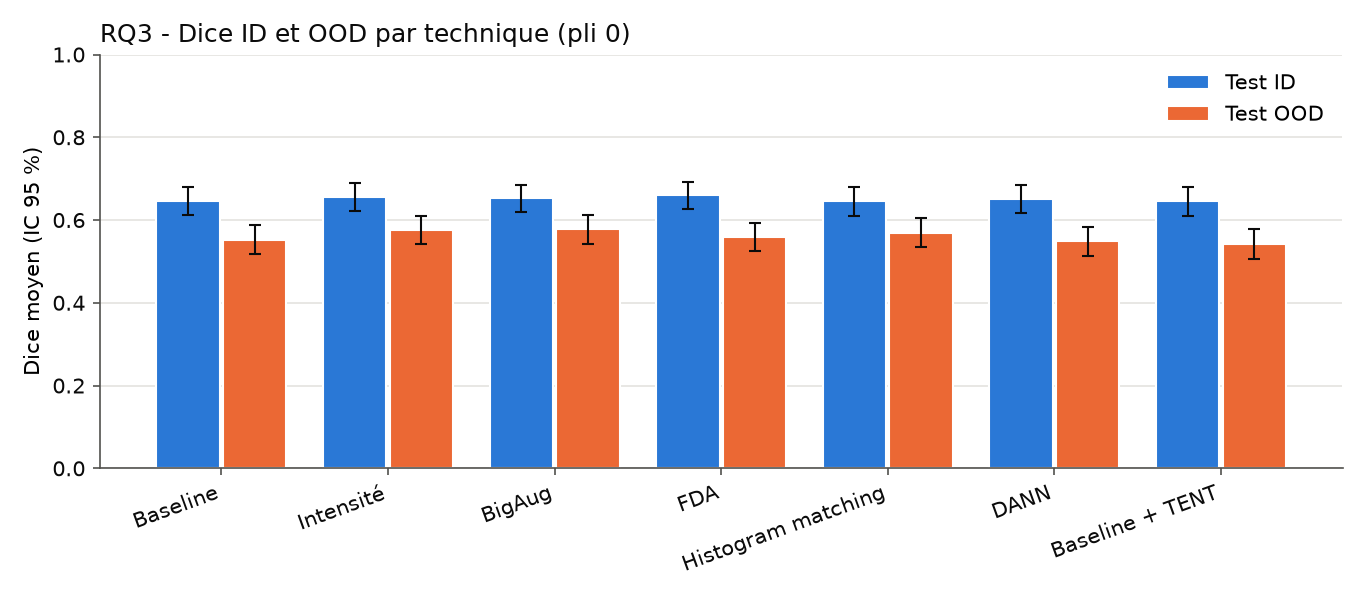 RQ3 - Dice ID et OOD par technique (pli 0)
Test ID
Test OOD
Dice moyen (IC 95 %)
1.0
0.8
0.6
0.4
0.2
0.0
Baseline
Intensité
BigAug
FDA
Histogram matching
DANN
Baseline + TENT